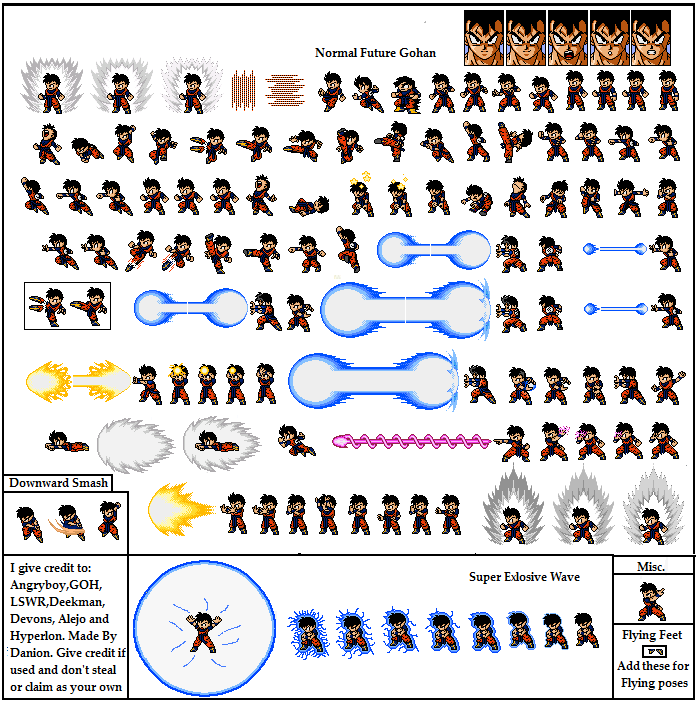 Normal Future Gohan
Downward Smash
I give credit to:
Angryboy,GOH,
LSWR,Deekman,
Devons, Alejo and
Hyperlon. Made By
Danion. Give credit if
used and don't steal
or claim as your own
Super Exlosive Wave
Misc.
Flying Feet
Add these for
Flying poses